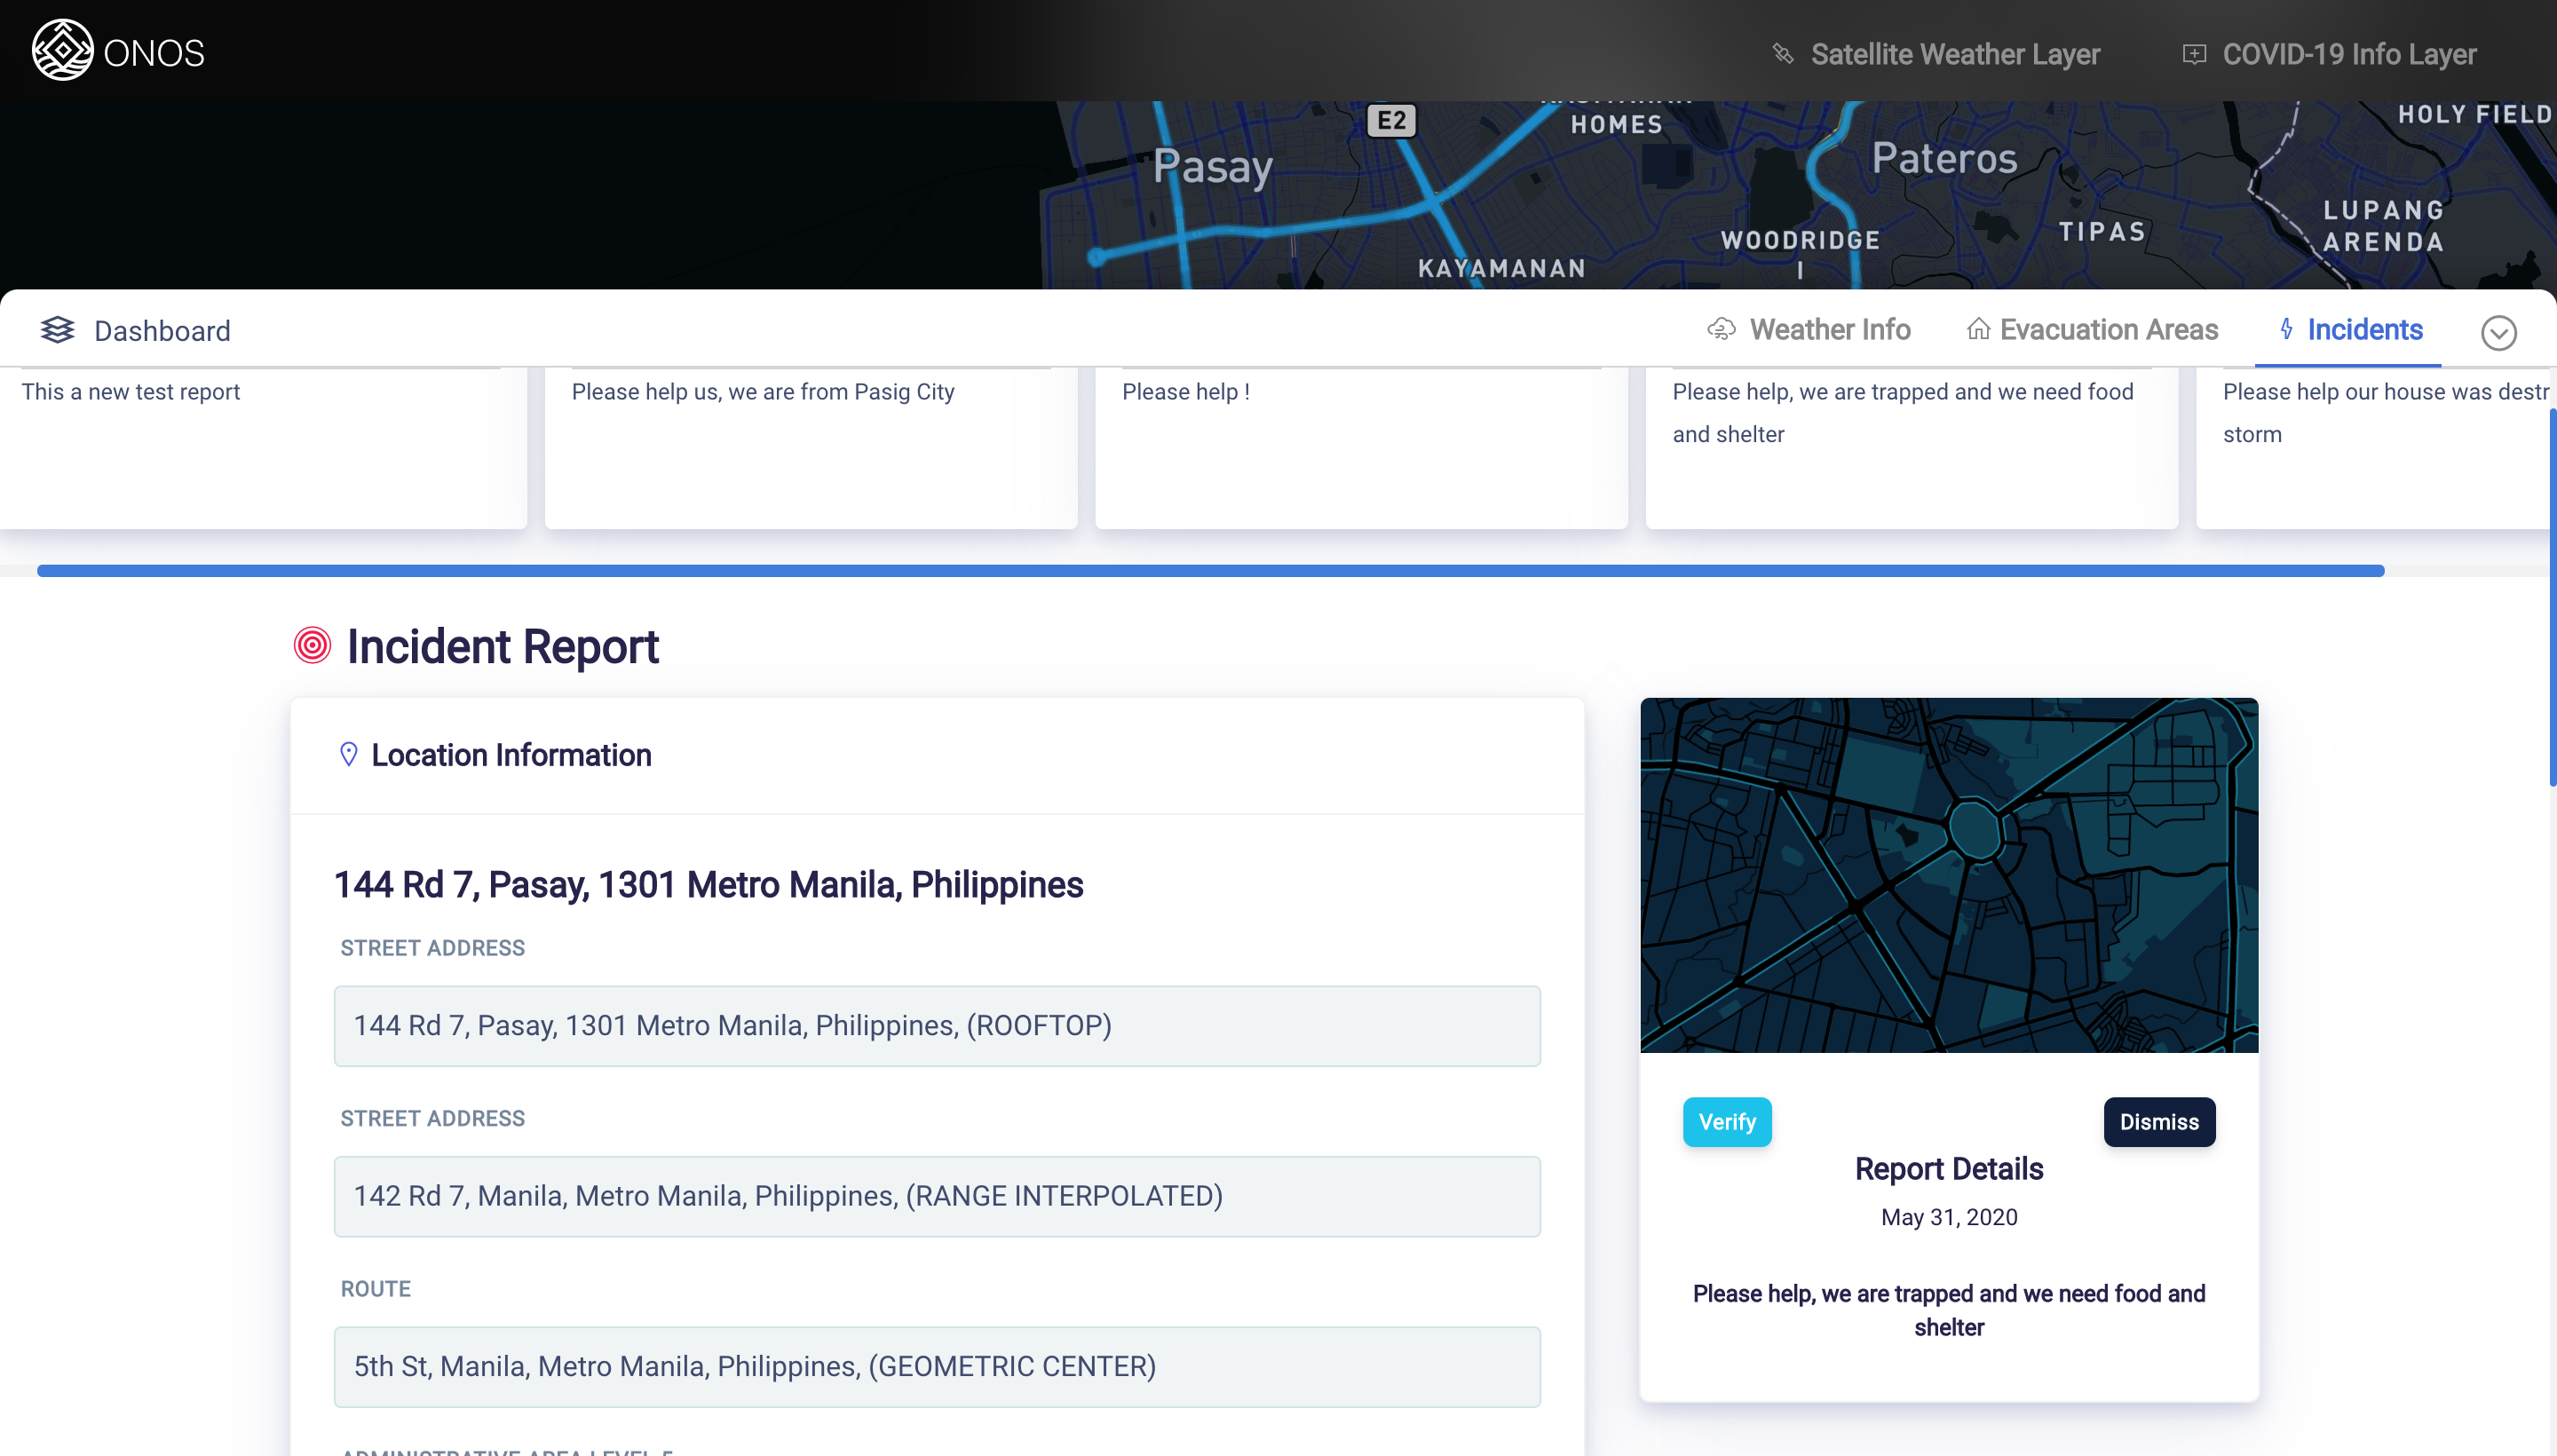 ONOS
Satellite Weather Layer
COVID-19 Info Layer
E2
HOMES
HOLY FIELD
Pasay
Pateros
LUPANG
ARENDA
WOODRIDGE
I
TIPAS
KAYAMANAN
Dashboard
Weather Info
Evacuation Areas
Incidents
This a new test report
Please help us, we are from Pasig City
Please help !
Please help, we are trapped and we need food
and shelter
Please help our house was destr
storm
Incident Report
Location Information
144 Rd 7, Pasay, 1301 Metro Manila, Philippines
STREET ADDRESS
144 Rd 7, Pasay, 1301 Metro Manila, Philippines, (ROOFTOP)
STREET ADDRESS
142 Rd 7, Manila, Metro Manila, Philippines, (RANGE INTERPOLATED)
ROUTE
5th St, Manila, Metro Manila, Philippines, (GEOMETRIC CENTER)
ADMINISTRATIVE AREA LEVEL 5
Verify
Dismiss
Report Details
May 31, 2020
Please help, we are trapped and we need food and
shelter